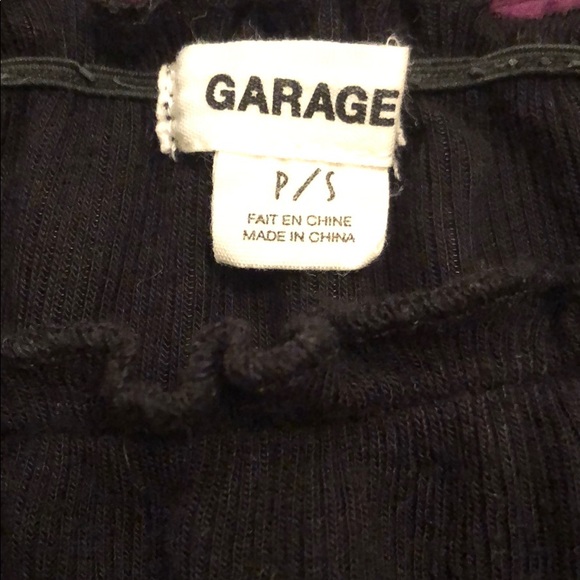 GARAGE
P/S
FAIT EN CHINE
MADE IN CHINA